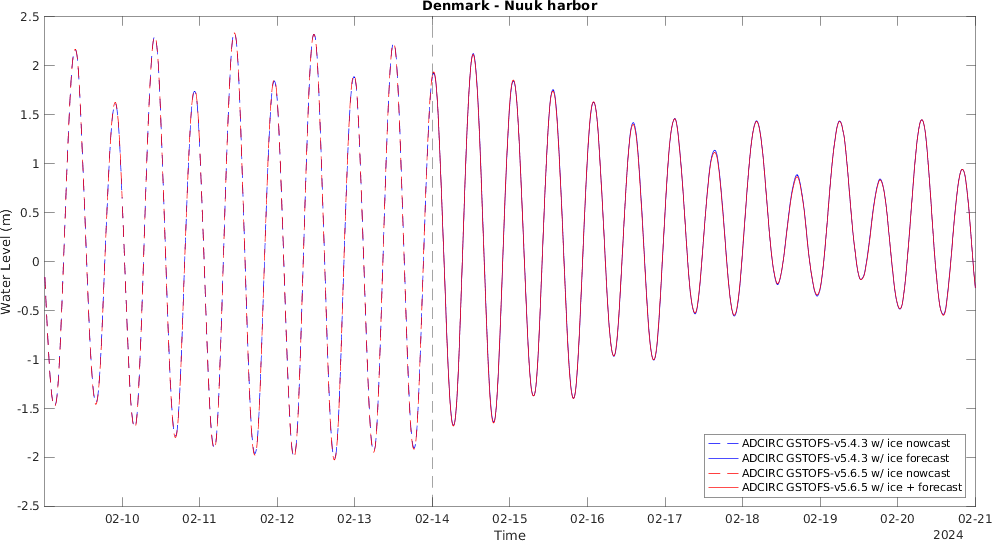 Denmark - Nuuk harbor
2.5
2
1.5
1
0.5
0
-0.5
-1
-1.5
-2
-2.5
Water Level (m)
ADCIRC GSTOFS-v5.4.3 w/ ice nowcast
ADCIRC GSTOFS-v5.4.3 w/ ice forecast
ADCIRC GSTOFS-v5.6.5 w/ ice nowcast
ADCIRC GSTOFS-v5.6.5 w/ ice + forecast
02-10 02-11 02-12 02-13 02-14 02-15 02-16 02-17 02-18 02-19 02-20 02-21
Time
2024